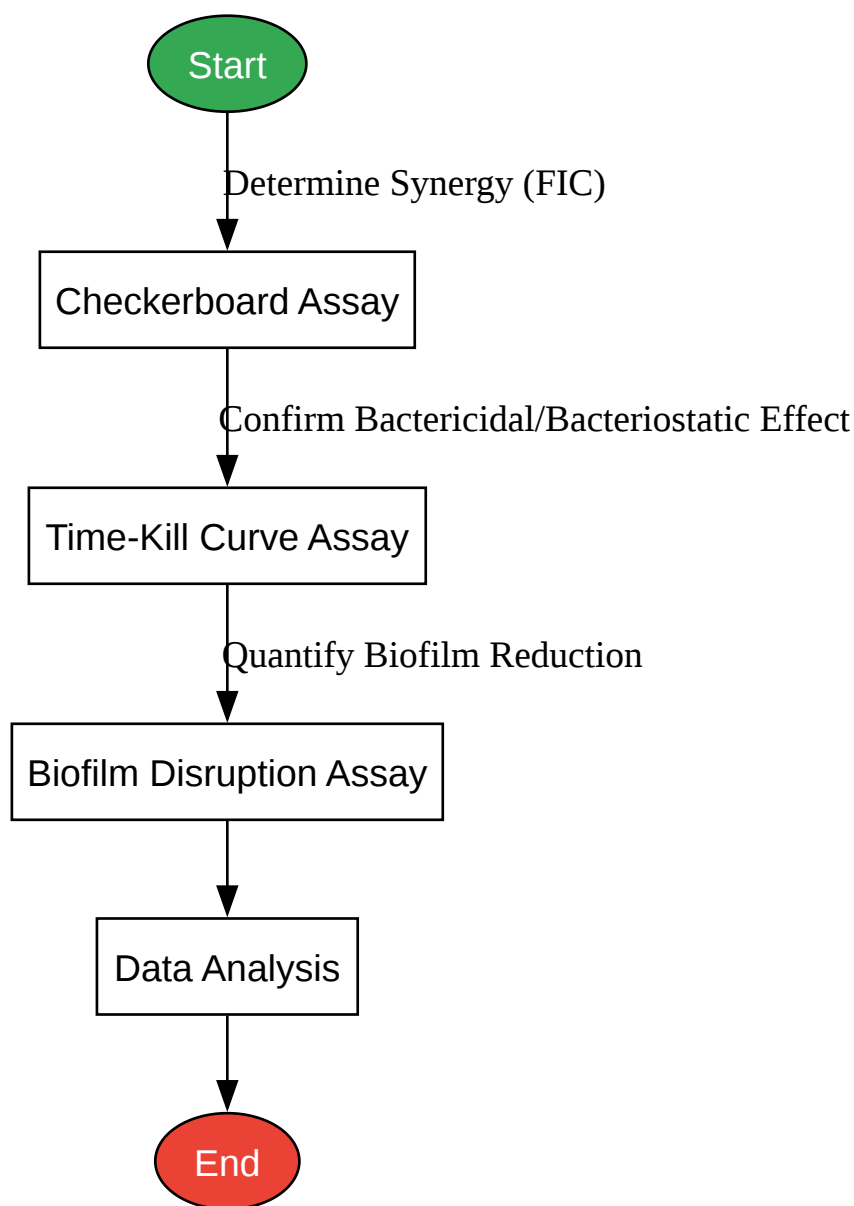 Start
Determine Synergy (FIC)
Checkerboard Assay
Confirm Bactericidal/Bacteriostatic Effect
Time-Kill Curve Assay
Quantify Biofilm Reduction
Biofilm Disruption Assay
Data Analysis
End